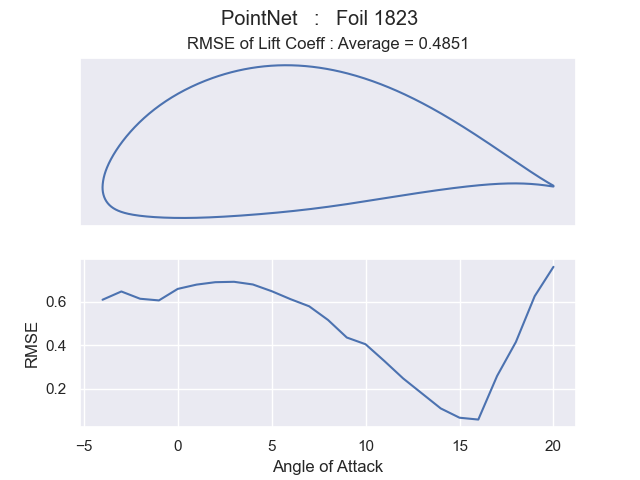 PointNet : Foil 1823
RMSE of Lift Coeff : Average = 0.4851
RMSE
0.6
0.4
0.2
−5 0 5 10 15 20
Angle of Attack